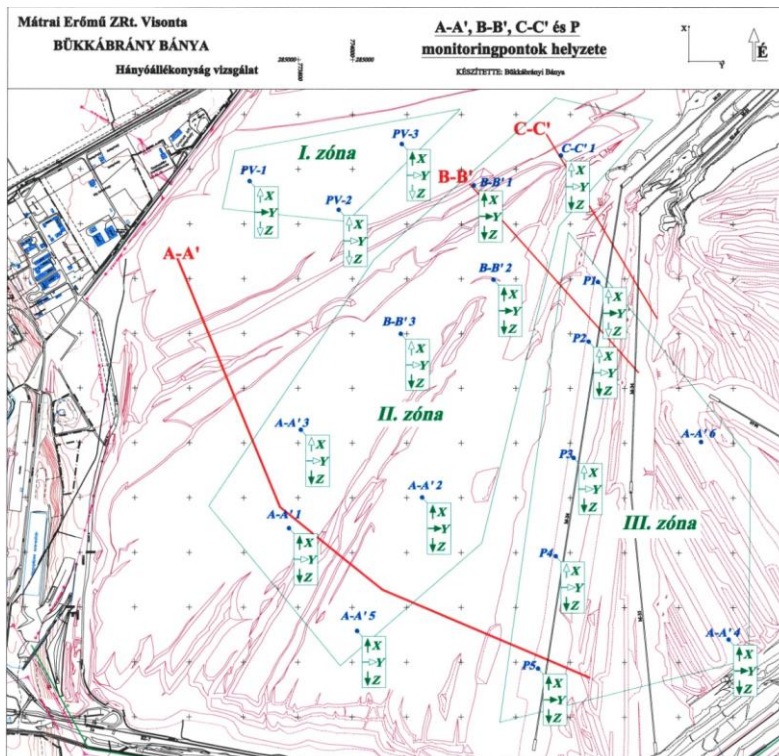 Mátrai Erőmű ZRt. Visonta
BÜKKÁBRÁNY BÁNYA
Hányóállékonyság vizsgálat
A-A', B-B', C-C' és P
monitoringpontok helyzete
KÉSZÍTETTE: Bükkábrányi Bánya
X
Y
É
I. zóna
PV-3
X
Y
Z
C-C'
C-C' 1
X
Y
Z
PV-1
X
Y
Z
PV-2
X
Y
Z
B-B'
B-B' 1
X
Y
Z
A-A'
B-B' 2
X
Y
Z
P1
X
Y
Z
B-B' 3
X
Y
Z
P2
X
Y
Z
II. zóna
A-A' 3
X
Y
Z
A-A' 6
P3
X
Y
Z
A-A' 2
X
Y
Z
III. zóna
A-A' 1
X
Y
Z
P4
X
Y
Z
A-A' 5
X
Y
Z
A-A' 4
X
Y
Z
P5
X
Y
Z